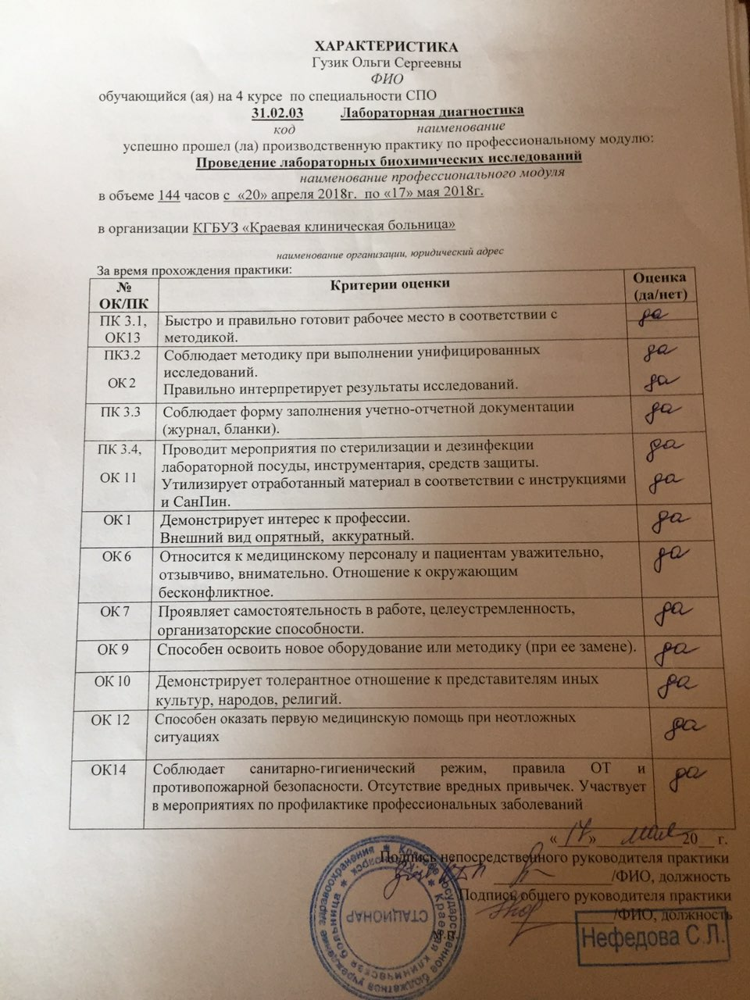 ХАРАКТЕРИСТИКА
Гузик Ольги Сергеевны
ФИО
обучающийся (ая) на 4 курсе по специальности СПО
31.02.03 Лабораторная диагностика
код наименование
успешно прошел (ла) производственную практику по профессиональному модулю:
Проведение лабораторных биохимических исследований
наименование профессионального модуля
в объеме 144 часов с «20» апреля 2018г. по «17» мая 2018г.
в организации КГБУЗ «Краевая клиническая больница»
наименование организации, юридический адрес
За время прохождения практики:
№ ОК/ПК Критерии оценки Оценка (да/нет)
ПК 3.1, Быстро и правильно готовит рабочее место в соответствии с да
ОК13 методикой.
ПК3.2 Соблюдает методику при выполнении унифицированных да
исследований.
ОК 2 Правильно интерпретирует результаты исследований. да
ПК 3.3 Соблюдает форму заполнения учетно-отчетной документации да
(журнал, бланки).
ПК 3.4, Проводит мероприятия по стерилизации и дезинфекции да
лабораторной посуды, инструментария, средств защиты.
ОК 11 Утилизирует отработанный материал в соответствии с инструкциями да
и СанПин.
ОК 1 Демонстрирует интерес к профессии. да
Внешний вид опрятный, аккуратный.
ОК 6 Относится к медицинскому персоналу и пациентам уважительно, да
отзывчиво, внимательно. Отношение к окружающим
бесконфликтное.
ОК 7 Проявляет самостоятельность в работе, целеустремленность, да
организаторские способности.
ОК 9 Способен освоить новое оборудование или методику (при ее замене). да
ОК 10 Демонстрирует толерантное отношение к представителям иных да
культур, народов, религий.
ОК 12 Способен оказать первую медицинскую помощь при неотложных да
ситуациях
ОК14 Соблюдает санитарно-гигиенический режим, правила ОТ и да
противопожарной безопасности. Отсутствие вредных привычек. Участвует
в мероприятиях по профилактике профессиональных заболеваний
«17» мая 20 г.
Подпись непосредственного руководителя практики
/ФИО, должность
Подпись общего руководителя практики
/ФИО, должность
М.П.
СТАЦИОНАР
Нефедова С.Л.